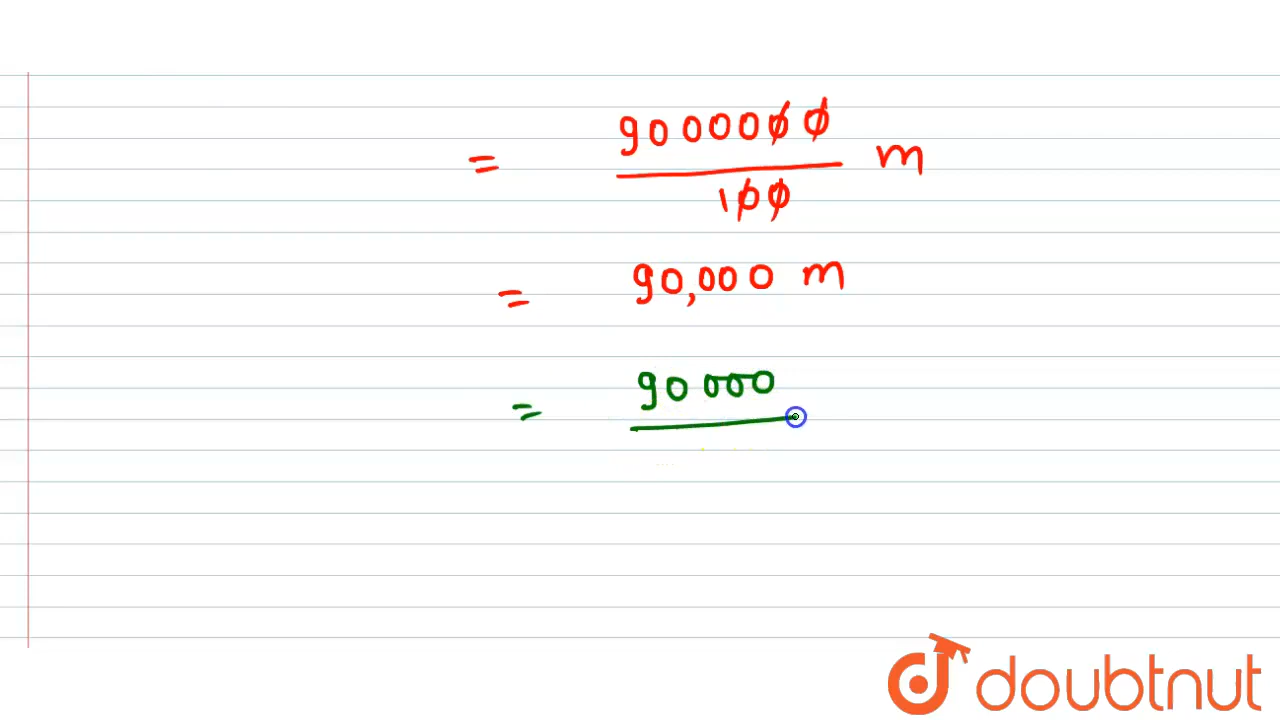 = 9000000/100 m
= 90,000 m
= 90000
doubtnut